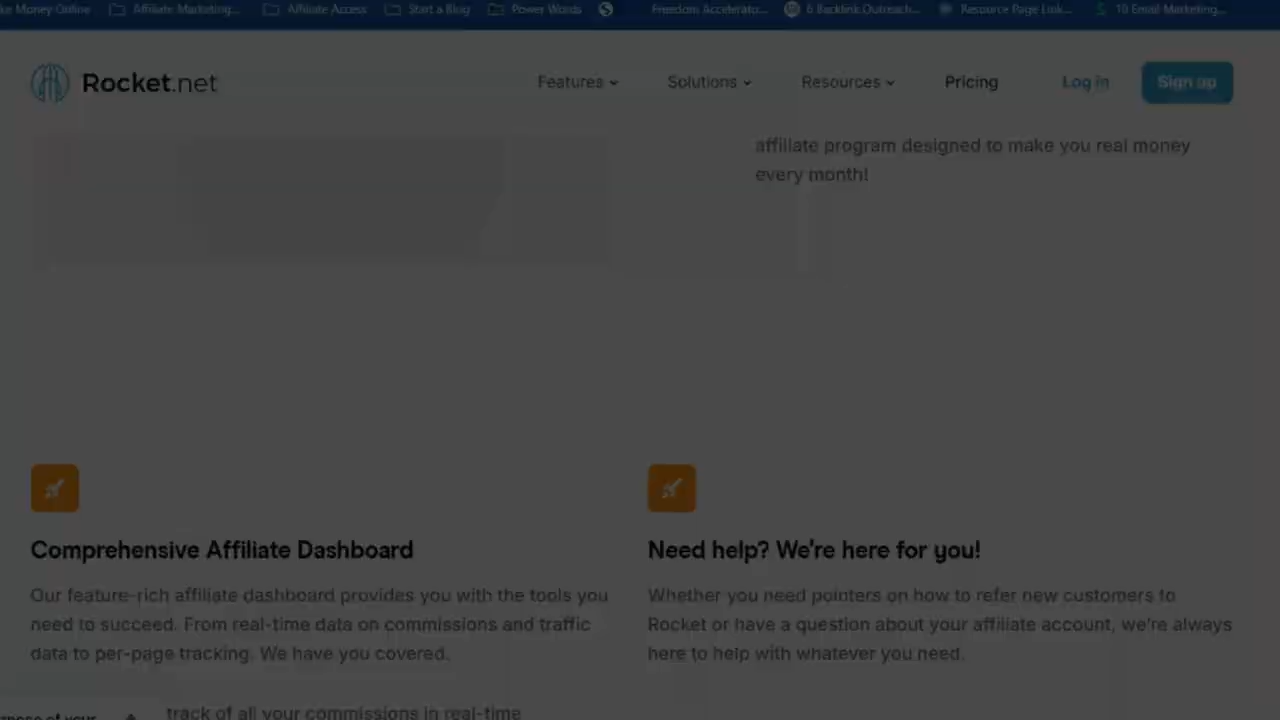 ke Money Online Affiliate Marketing... Affiliate Access Start a Blog Power Words Freedom Accelerato... 6 Backlink Outreach... Resource Page Link... 10 Email Marketing...
Rocket.net Features Solutions Resources Pricing Log in Sign up
affiliate program designed to make you real money
every month!
Comprehensive Affiliate Dashboard
Our feature-rich affiliate dashboard provides you with the tools you
need to succeed. From real-time data on commissions and traffic
data to per-page tracking. We have you covered.
Need help? We're here for you!
Whether you need pointers on how to refer new customers to
Rocket or have a question about your affiliate account, we're always
here to help with whatever you need.
of your
track of all your commissions in real-time